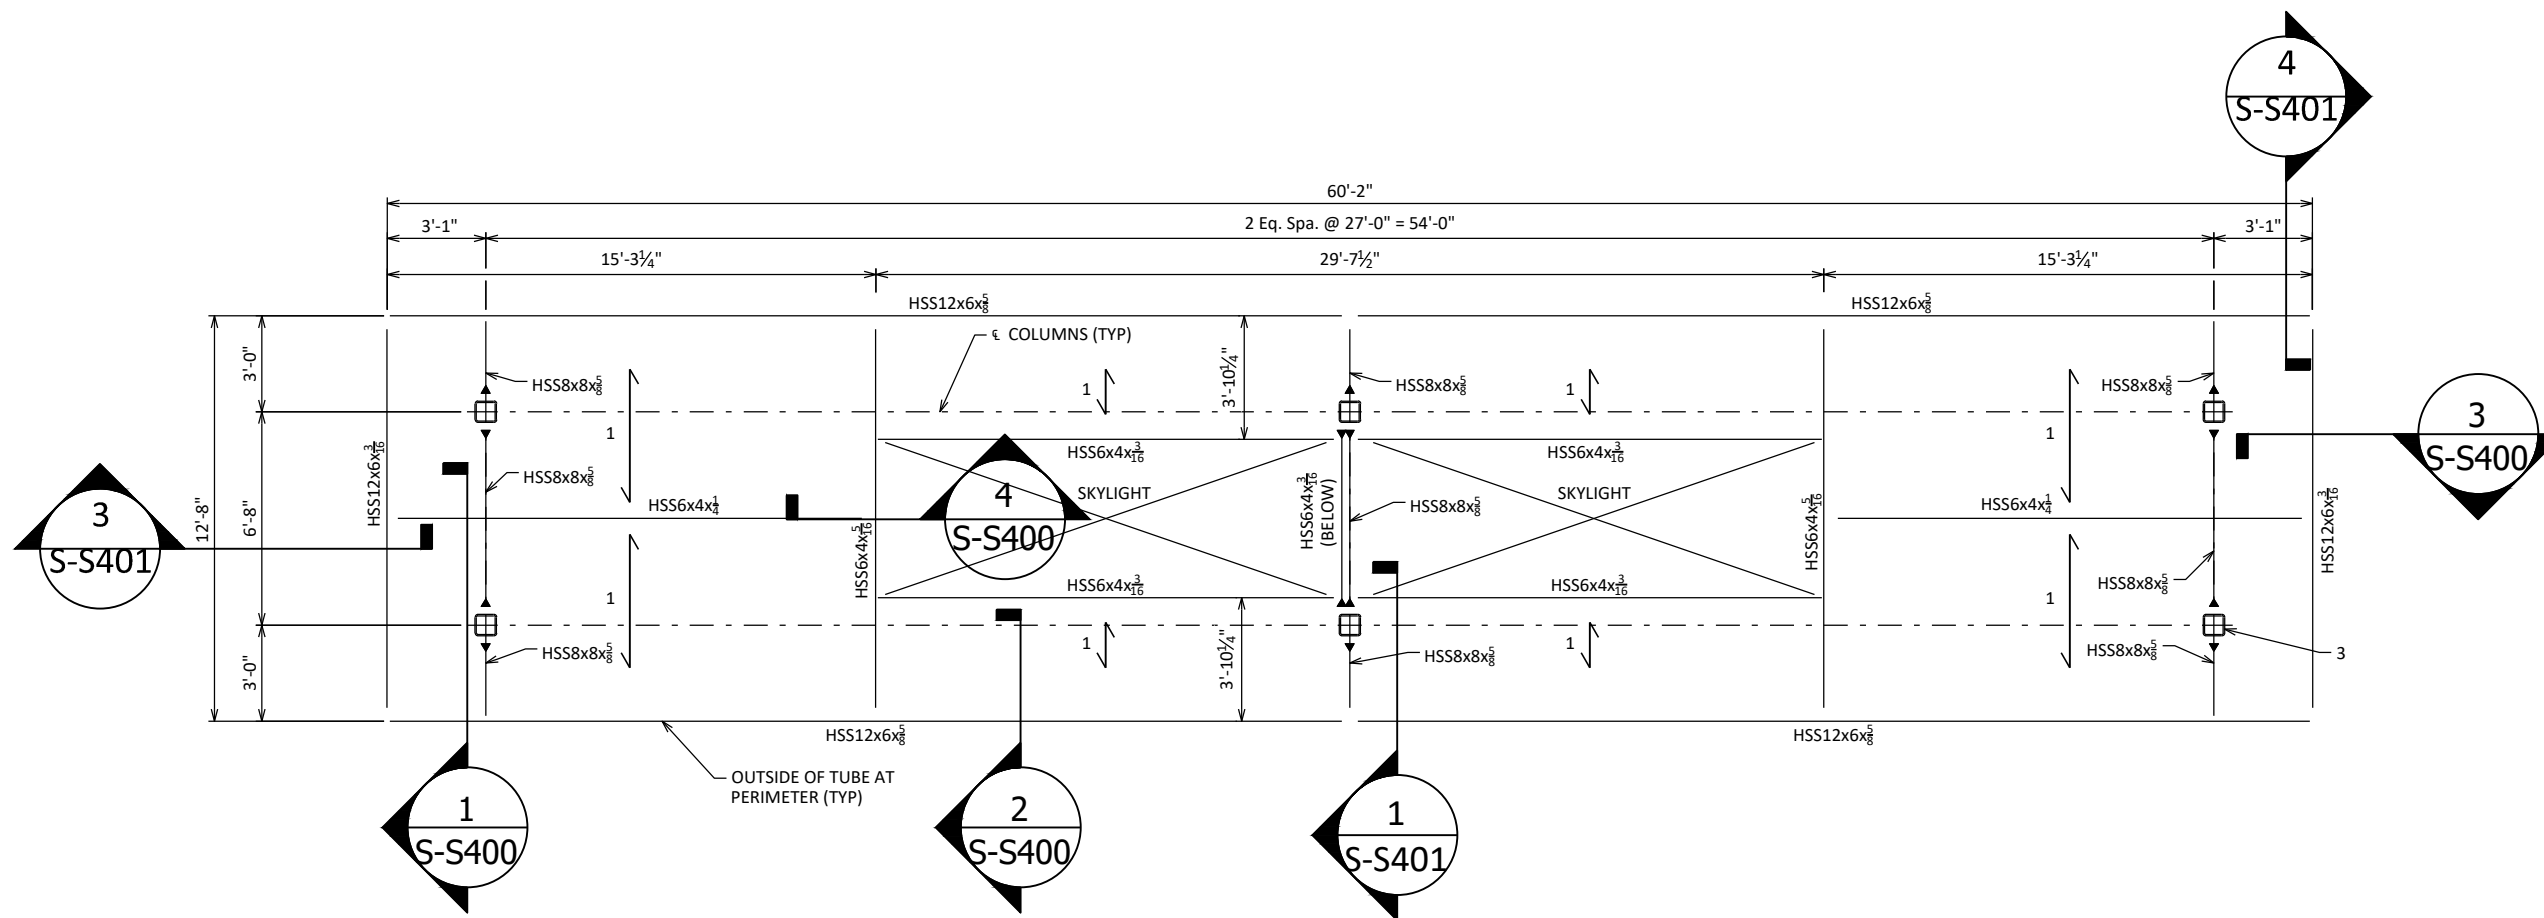 4
S-S401
60'-2"
3'-1"
2 Eq. Spa. @ 27'-0" = 54'-0"
3'-1"
15'-3¼"
29'-7½"
15'-3¼"
HSS12x6x5/8
HSS12x6x5/8
℄ COLUMNS (TYP)
3'-0"
3'-10¼"
HSS8x8x5/8
1
1
HSS8x8x5/8
1
HSS8x8x5/8
3
S-S400
1
1
HSS12x6x3/16
HSS6x4x3/16
HSS6x4x3/16
HSS8x8x5/8
SKYLIGHT
SKYLIGHT
4
S-S400
HSS6x4x1/4
HSS6x4x3/16
(BELOW)
HSS8x8x5/8
HSS6x4x1/4
12'-8"
6'-8"
3
S-S401
HSS6x4x5/16
HSS6x4x5/16
HSS12x6x3/16
HSS6x4x3/16
HSS6x4x3/16
HSS8x8x5/8
1
1
1
1
HSS8x8x5/8
HSS8x8x5/8
HSS8x8x5/8
3
3'-0"
3'-10¼"
HSS12x6x5/8
HSS12x6x5/8
OUTSIDE OF TUBE AT
PERIMETER (TYP)
1
S-S400
2
S-S400
1
S-S401